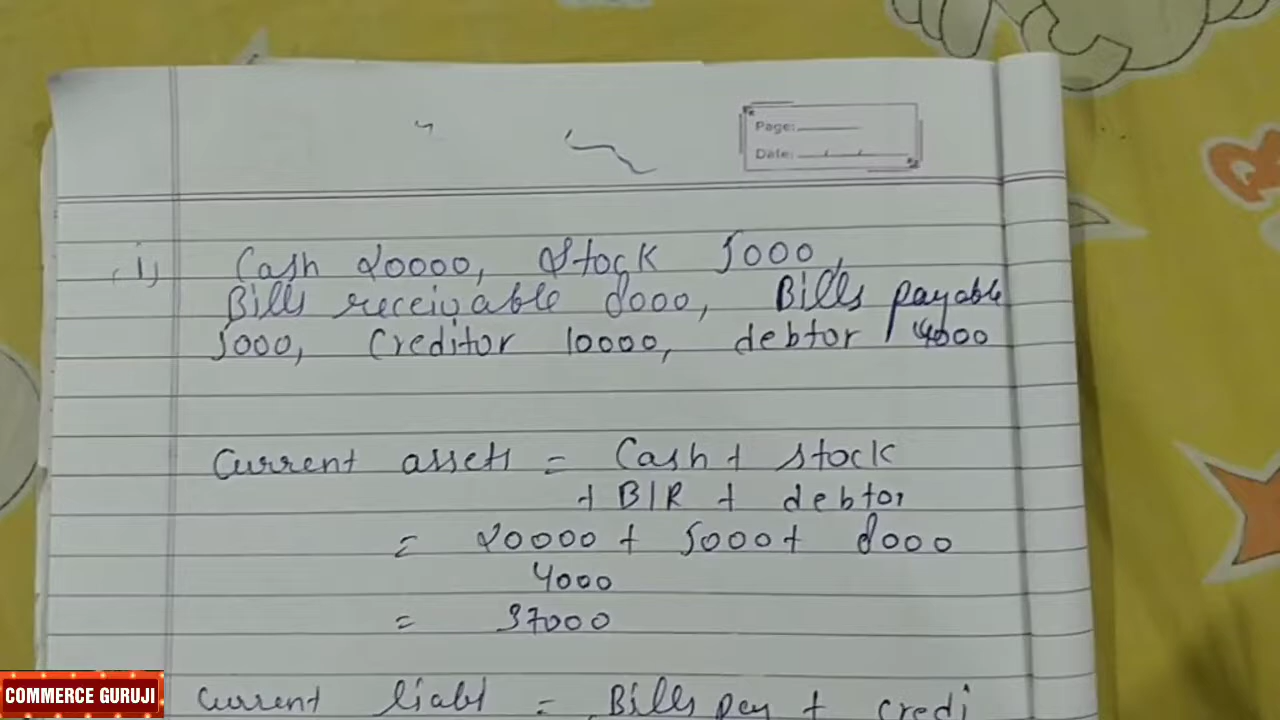 Page:
Date:
(i) Cash 20000, Stock 5000,
Bills receivable 8000, Bills payable
5000, Creditor 10000, debtor 4000
Current assets = Cash + stock
+ B/R + debtor
= 20000 + 5000 + 8000
4000
= 37000
Current liabt = Bills pay + credi
COMMERCE GURUJI